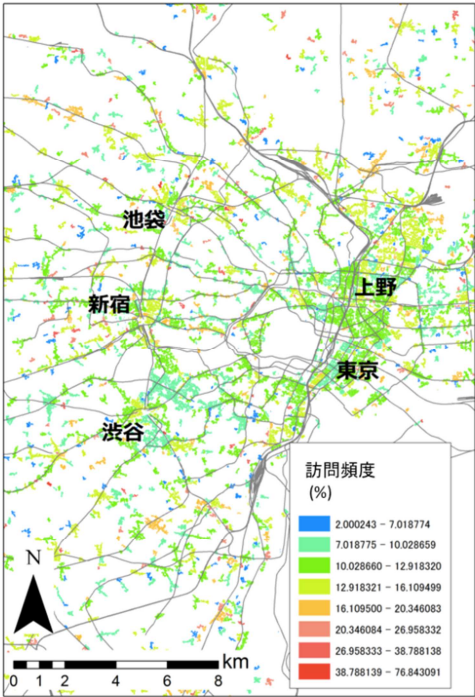 池袋
上野
新宿
東京
渋谷
訪問頻度
(%)
2.000243 - 7.018774
7.018775 - 10.028659
10.028660 - 12.918320
12.918321 - 16.109499
16.109500 - 20.346083
20.346084 - 26.958332
26.958333 - 38.788138
38.788139 - 76.843091
N
km
0 1 2 4 6 8